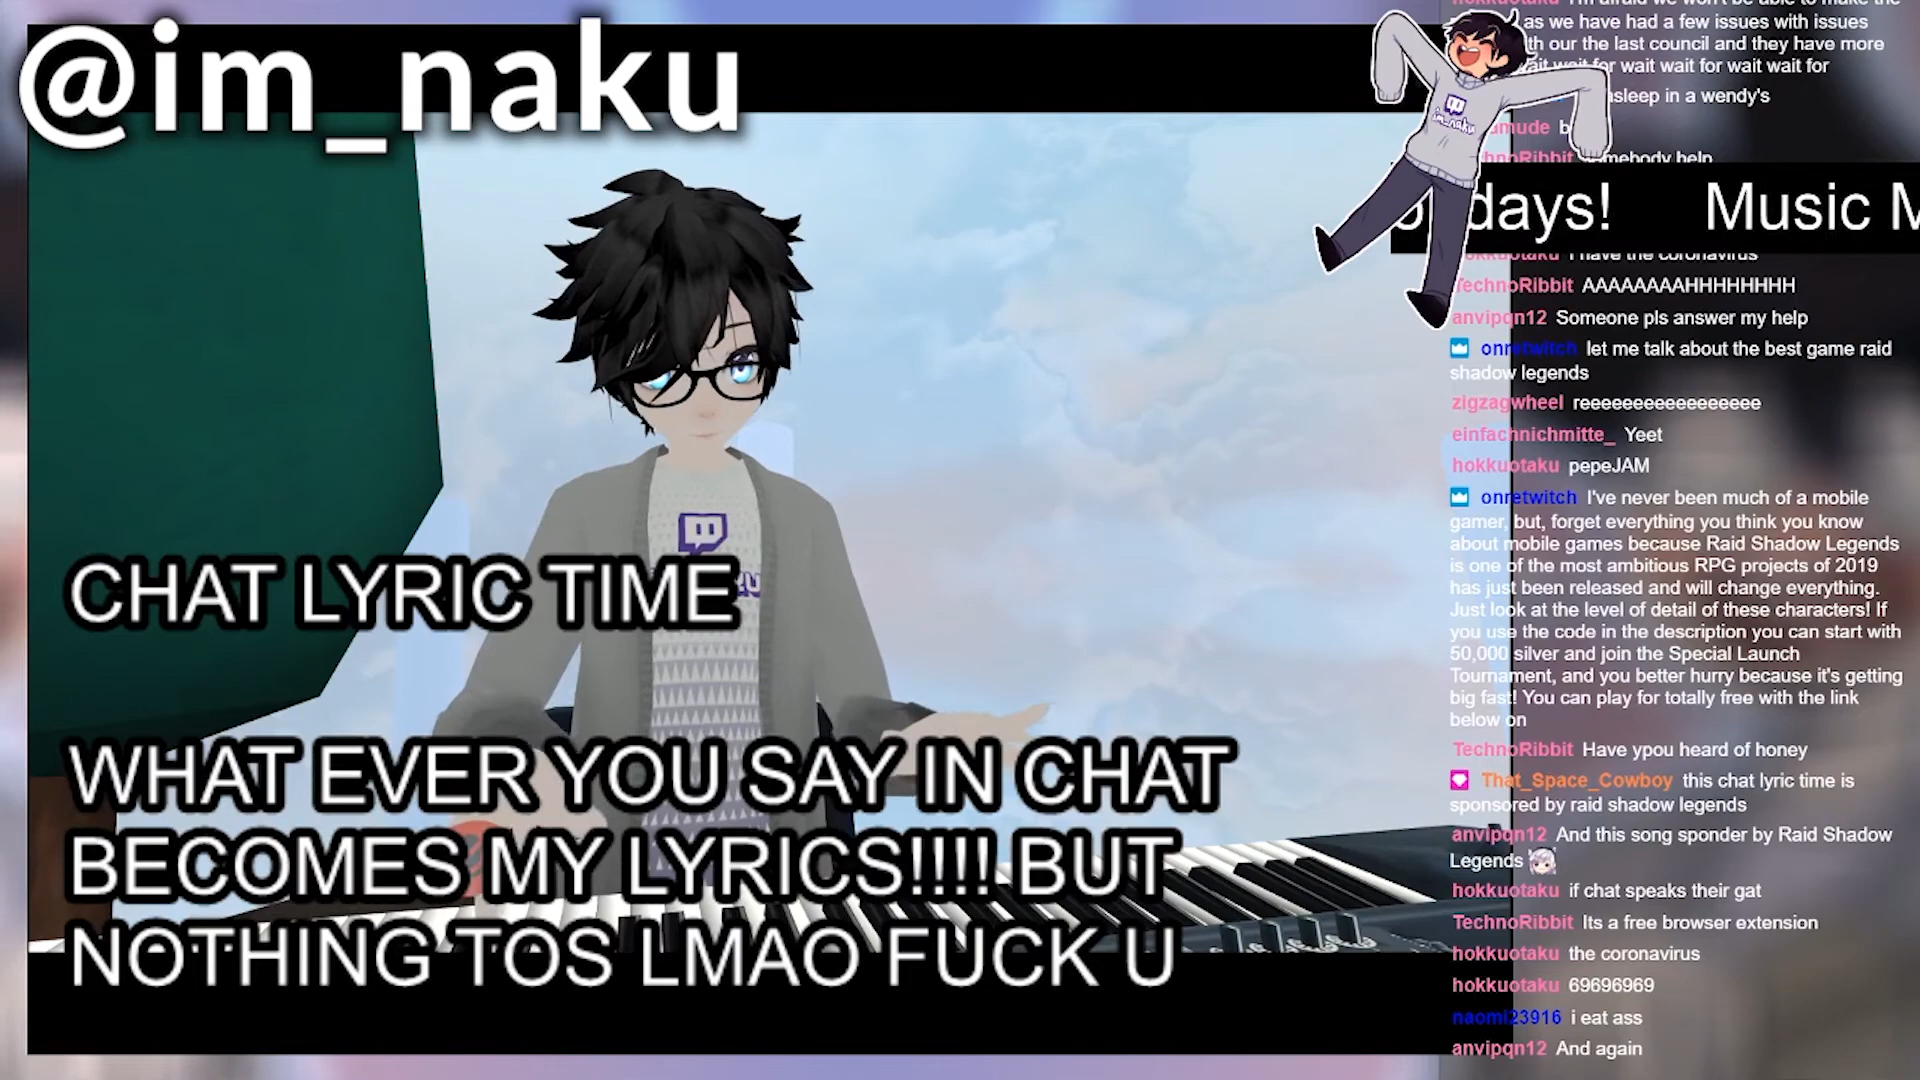 @im_naku
as we have had a few issues with issues
our the last council and they have more
wait for wait wait for wait wait for
asleep in a wendy's
days! Music
i have the coronavirus
TechnoRibbit AAAAAAAAHHHHHHHH
anvipqn12 Someone pls answer my help
onretwitch let me talk about the best game raid
shadow legends
zigzagwheel reeeeeeeeeeeeeeeee
einfachnichmitte_ Yeet
hokkuotaku pepeJAM
onretwitch I've never been much of a mobile
gamer, but, forget everything you think you know
about mobile games because Raid Shadow Legends
is one of the most ambitious RPG projects of 2019
has just been released and will change everything.
Just look at the level of detail of these characters! If
you use the code in the description you can start with
50,000 silver and join the Special Launch
Tournament, and you better hurry because it's getting
big fast! You can play for totally free with the link
below on
TechnoRibbit Have ypou heard of honey
That_Space_Cowboy this chat lyric time is
sponsored by raid shadow legends
anvipqn12 And this song sponder by Raid Shadow
Legends
hokkuotaku if chat speaks their gat
TechnoRibbit Its a free browser extension
hokkuotaku the coronavirus
hokkuotaku 69696969
naomi23916 i eat ass
anvipqn12 And again
im_naku
CHAT LYRIC TIME
WHAT EVER YOU SAY IN CHAT
BECOMES MY LYRICS!!!! BUT
NOTHING TOS LMAO FUCK U